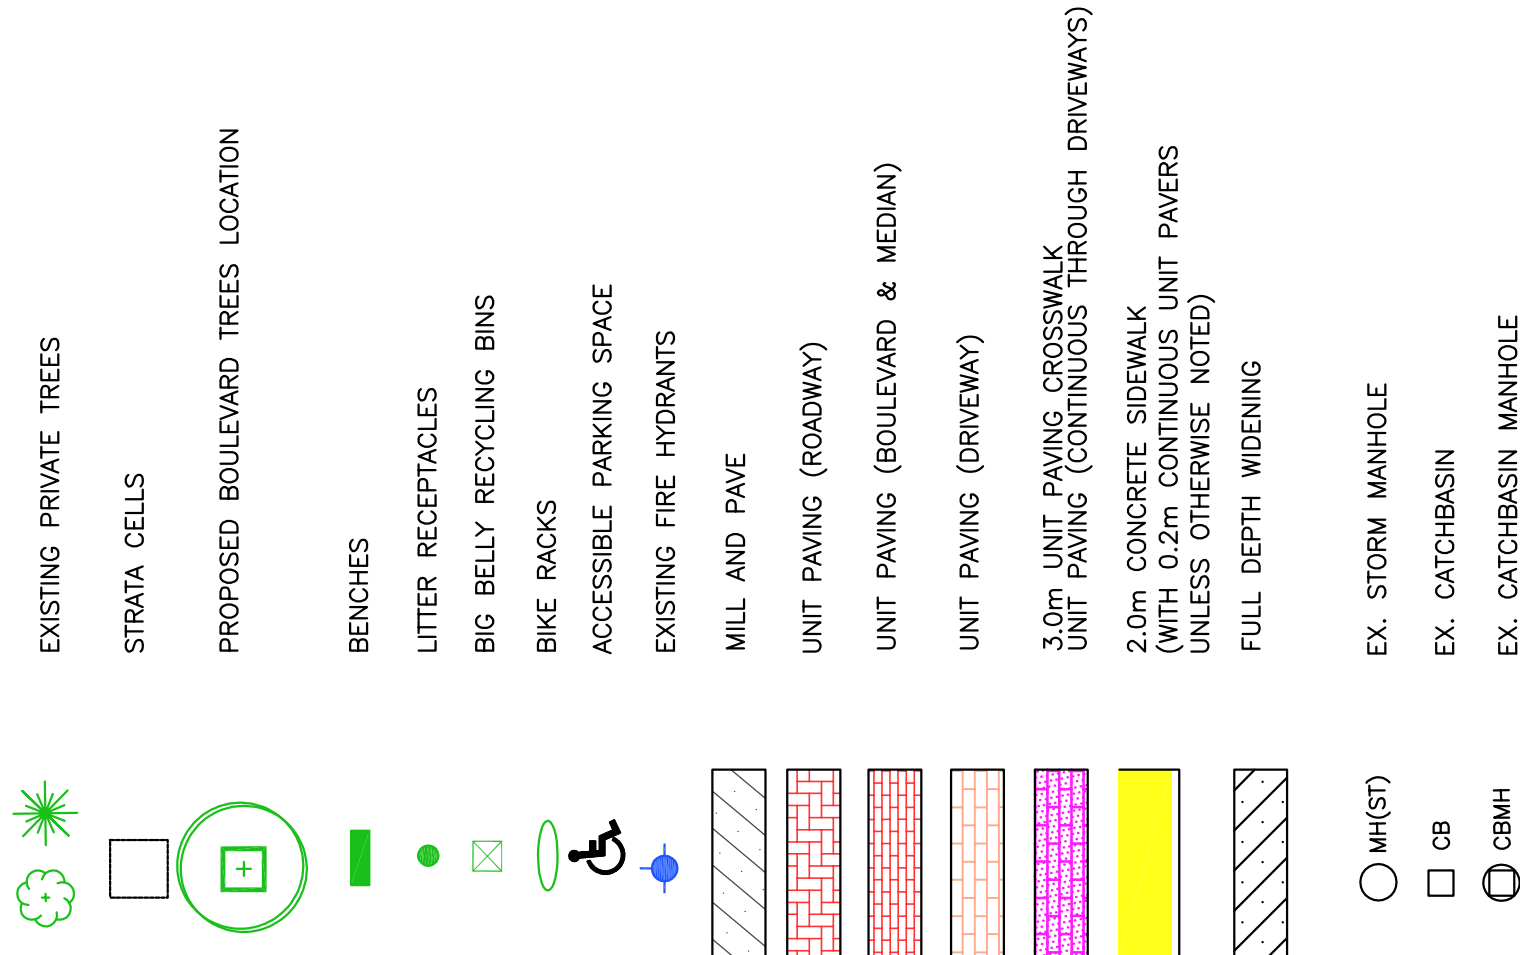 EXISTING PRIVATE TREES
STRATA CELLS
PROPOSED BOULEVARD TREES LOCATION
BENCHES
LITTER RECEPTACLES
BIG BELLY RECYCLING BINS
BIKE RACKS
ACCESSIBLE PARKING SPACE
EXISTING FIRE HYDRANTS
MILL AND PAVE
UNIT PAVING (ROADWAY)
UNIT PAVING (BOULEVARD & MEDIAN)
UNIT PAVING (DRIVEWAY)
3.0m UNIT PAVING CROSSWALK
UNIT PAVING (CONTINUOUS THROUGH DRIVEWAYS)
2.0m CONCRETE SIDEWALK
(WITH 0.2m CONTINUOUS UNIT PAVERS
UNLESS OTHERWISE NOTED)
FULL DEPTH WIDENING
MH(ST) EX. STORM MANHOLE
CB EX. CATCHBASIN
CBMH EX. CATCHBASIN MANHOLE